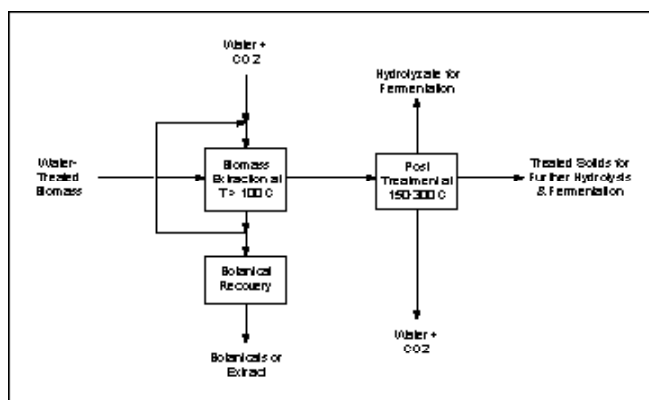 Water +
CO2
Hydrolyzate for
Fermentation
Water-
Treated
Biomass
Biomass
Extraction at
T > 100 C
Post
Treatment at
150-300 C
Treated Solids for
Further Hydrolysis
& Fermentation
Botanical
Recovery
Water +
CO2
Botanicals or
Extract